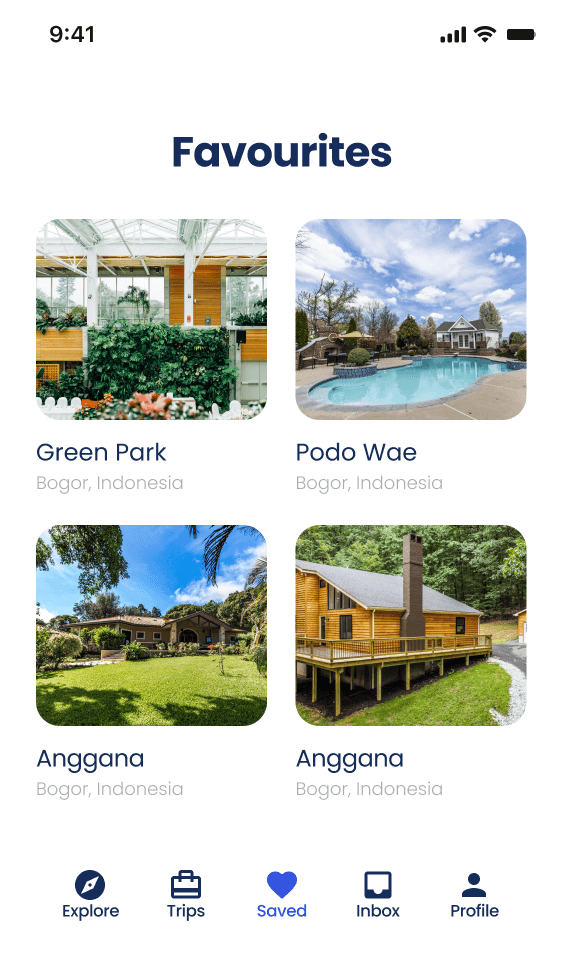 9:41
Favourites
Green Park
Bogor, Indonesia
Podo Wae
Bogor, Indonesia
Anggana
Bogor, Indonesia
Anggana
Bogor, Indonesia
Explore
Trips
Saved
Inbox
Profile